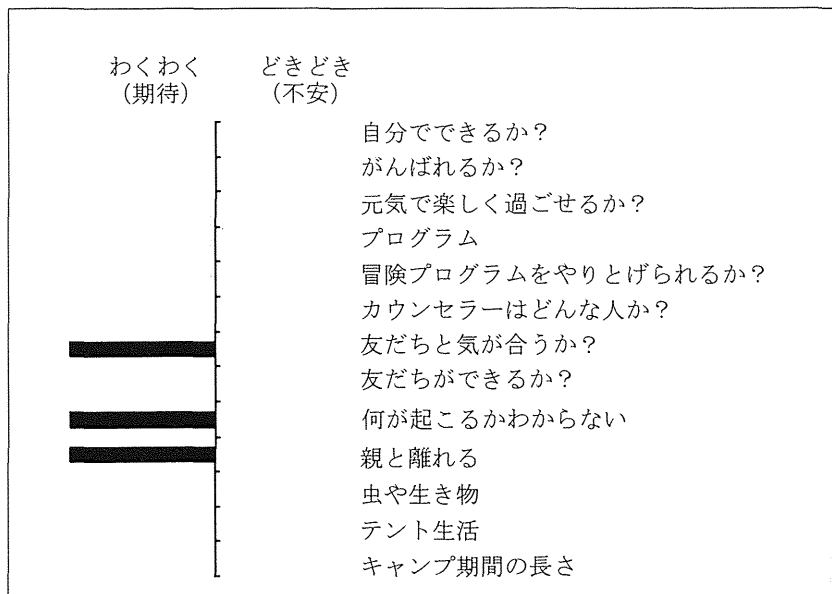 わくわく どきどき
(期待) (不安)
自分でできるか？
がんばれるか？
元気で楽しく過ごせるか？
プログラム
冒険プログラムをやりとげられるか？
カウンセラーはどんな人か？
友だちと気が合うか？
友だちができるか？
何が起こるかわからない
親と離れる
虫や生き物
テント生活
キャンプ期間の長さ